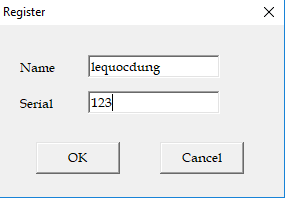 Register
Name lequocdung
Serial 123
OK Cancel